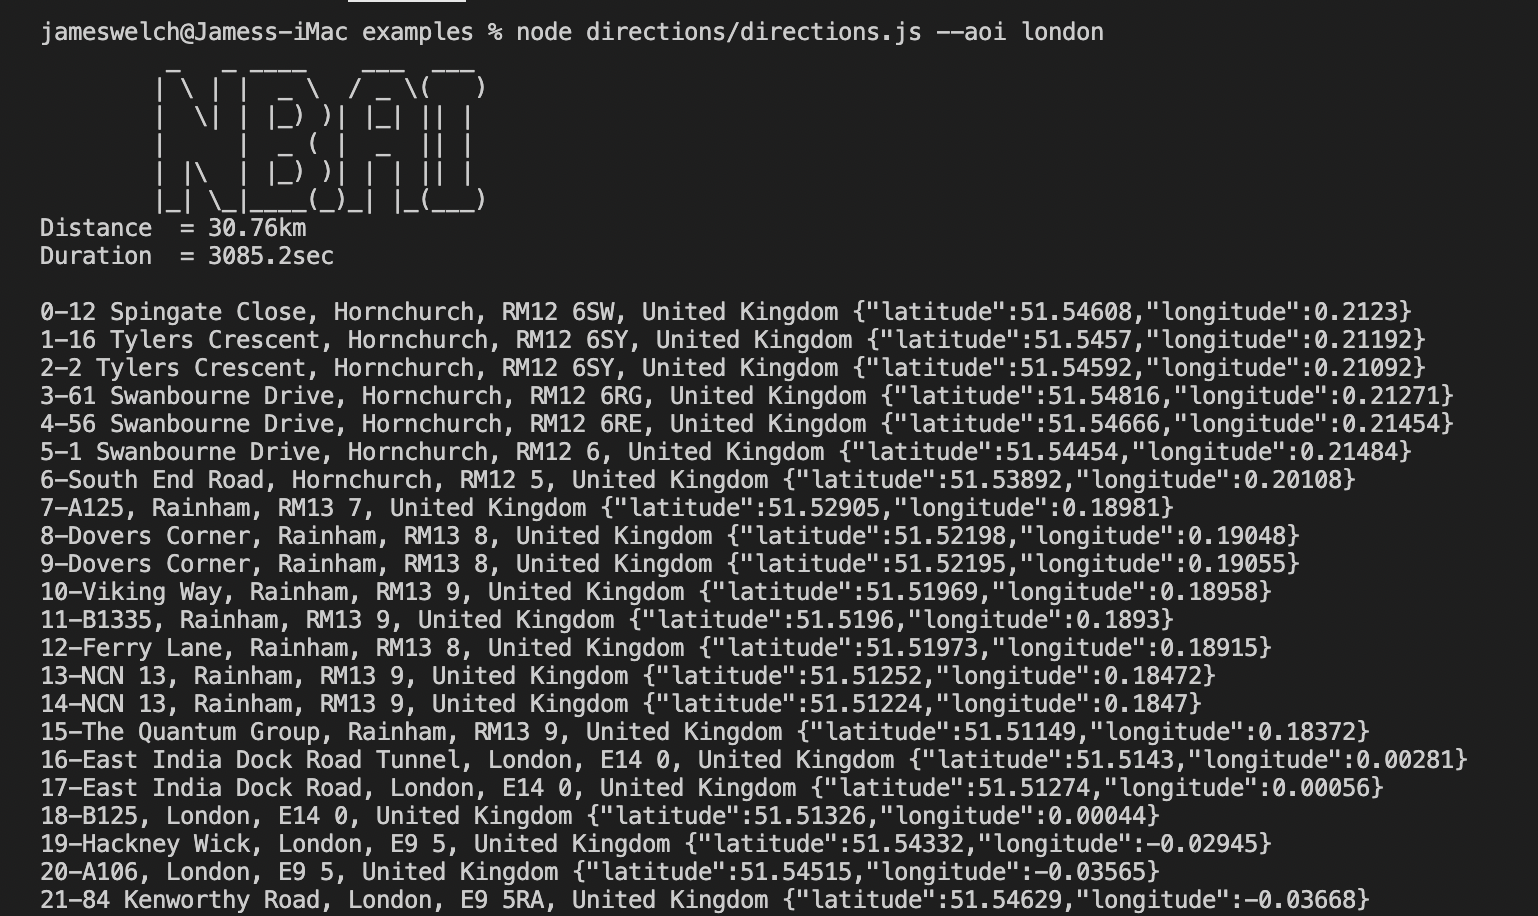 jameswelch@Jamess-iMac examples % node directions/directions.js --aoi london
NBAI
Distance  = 30.76km
Duration  = 3085.2sec
0-12 Spingate Close, Hornchurch, RM12 6SW, United Kingdom {"latitude":51.54608,"longitude":0.2123}
1-16 Tylers Crescent, Hornchurch, RM12 6SY, United Kingdom {"latitude":51.5457,"longitude":0.21192}
2-2 Tylers Crescent, Hornchurch, RM12 6SY, United Kingdom {"latitude":51.54592,"longitude":0.21092}
3-61 Swanbourne Drive, Hornchurch, RM12 6RG, United Kingdom {"latitude":51.54816,"longitude":0.21271}
4-56 Swanbourne Drive, Hornchurch, RM12 6RE, United Kingdom {"latitude":51.54666,"longitude":0.21454}
5-1 Swanbourne Drive, Hornchurch, RM12 6, United Kingdom {"latitude":51.54454,"longitude":0.21484}
6-South End Road, Hornchurch, RM12 5, United Kingdom {"latitude":51.53892,"longitude":0.20108}
7-A125, Rainham, RM13 7, United Kingdom {"latitude":51.52905,"longitude":0.18981}
8-Dovers Corner, Rainham, RM13 8, United Kingdom {"latitude":51.52198,"longitude":0.19048}
9-Dovers Corner, Rainham, RM13 8, United Kingdom {"latitude":51.52195,"longitude":0.19055}
10-Viking Way, Rainham, RM13 9, United Kingdom {"latitude":51.51969,"longitude":0.18958}
11-B1335, Rainham, RM13 9, United Kingdom {"latitude":51.5196,"longitude":0.1893}
12-Ferry Lane, Rainham, RM13 8, United Kingdom {"latitude":51.51973,"longitude":0.18915}
13-NCN 13, Rainham, RM13 9, United Kingdom {"latitude":51.51252,"longitude":0.18472}
14-NCN 13, Rainham, RM13 9, United Kingdom {"latitude":51.51224,"longitude":0.1847}
15-The Quantum Group, Rainham, RM13 9, United Kingdom {"latitude":51.51149,"longitude":0.18372}
16-East India Dock Road Tunnel, London, E14 0, United Kingdom {"latitude":51.5143,"longitude":0.00281}
17-East India Dock Road, London, E14 0, United Kingdom {"latitude":51.51274,"longitude":0.00056}
18-B125, London, E14 0, United Kingdom {"latitude":51.51326,"longitude":0.00044}
19-Hackney Wick, London, E9 5, United Kingdom {"latitude":51.54332,"longitude":-0.02945}
20-A106, London, E9 5, United Kingdom {"latitude":51.54515,"longitude":-0.03565}
21-84 Kenworthy Road, London, E9 5RA, United Kingdom {"latitude":51.54629,"longitude":-0.03668}